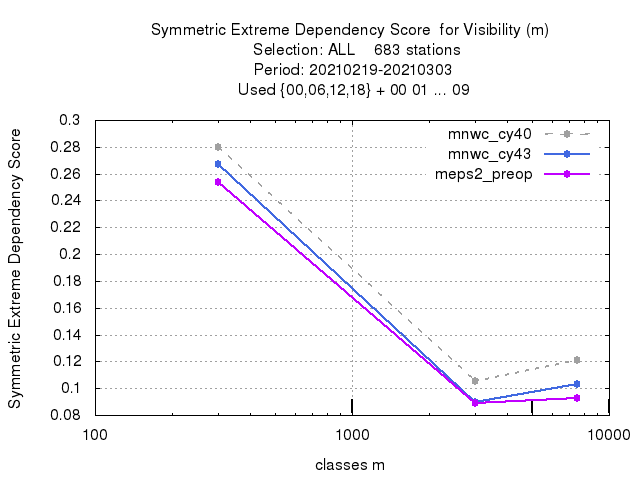 Symmetric Extreme Dependency Score  for Visibility (m)
Selection: ALL    683 stations
Period: 20210219-20210303
Used {00,06,12,18} + 00 01 ... 09
Symmetric Extreme Dependency Score
0.3
0.28
0.26
0.24
0.22
0.2
0.18
0.16
0.14
0.12
0.1
0.08
mnwc_cy40
mnwc_cy43
meps2_preop
100
1000
10000
classes m